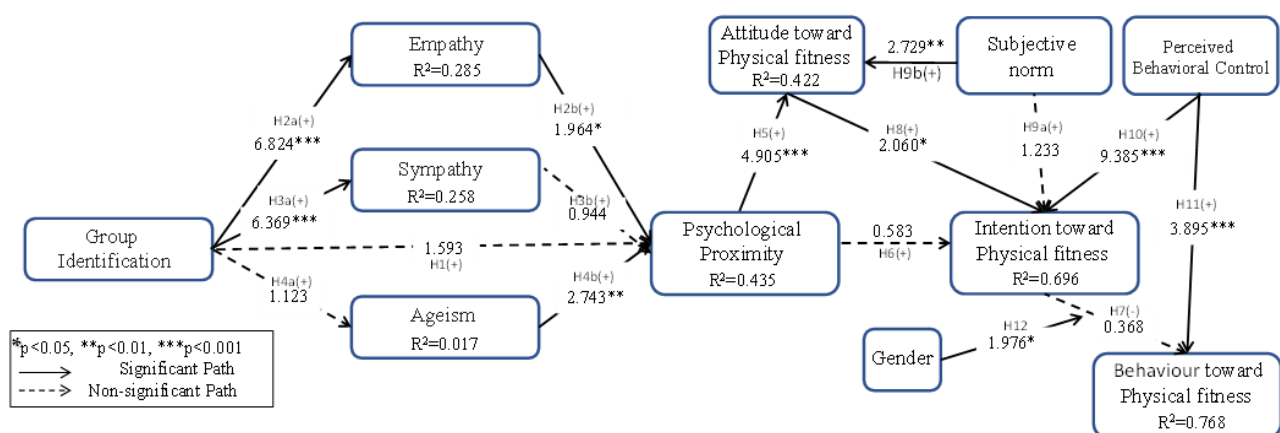 Empathy
R²=0.285
H2a(+)
6.824***
H2b(+)
1.964*
Sympathy
R²=0.258
H3a(+)
6.369***
H3b(+)
0.944
Group
Identification
1.593
H1(+)
H4a(+)
1.123
H4b(+)
2.743**
Ageism
R²=0.017
Psychological
Proximity
R²=0.435
Attitude toward
Physical fitness
R²=0.422
2.729**
H9b(+)
Subjective
norm
Perceived
Behavioral Control
H5(+)
4.905***
H8(+)
2.060*
H9a(+)
1.233
H10(+)
9.385***
H11(+)
3.895***
0.583
H6(+)
Intention toward
Physical fitness
R²=0.696
H7(-)
0.368
H12
1.976*
Gender
Behaviour toward
Physical fitness
R²=0.768
*p<0.05, **p<0.01, ***p<0.001
Significant Path
Non-significant Path